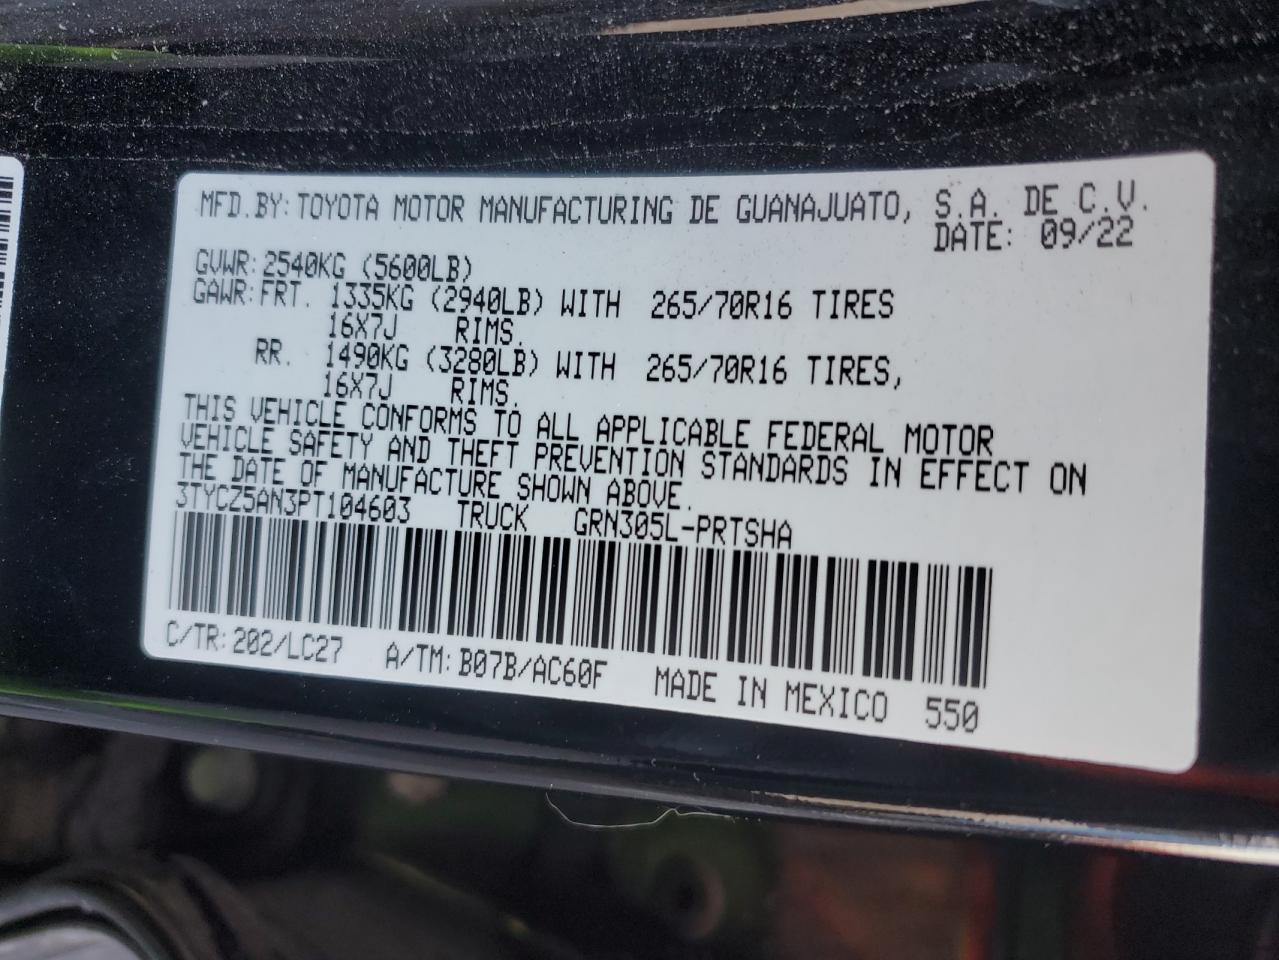 MFD.BY: TOYOTA MOTOR MANUFACTURING DE GUANAJUATO, S.A. DE C.V.
DATE: 09/22
GVWR: 2540KG (5600LB)
GAWR: FRT. 1335KG (2940LB) WITH 265/70R16 TIRES
16X7J RIMS.
RR. 1490KG (3280LB) WITH 265/70R16 TIRES,
16X7J RIMS.
THIS VEHICLE CONFORMS TO ALL APPLICABLE FEDERAL MOTOR
VEHICLE SAFETY AND THEFT PREVENTION STANDARDS IN EFFECT ON
THE DATE OF MANUFACTURE SHOWN ABOVE.
3TYCZ5AN3PT104603 TRUCK GRN305L-PRTSHA
C/TR: 202/LC27 A/TM: B07B/AC60F MADE IN MEXICO 550